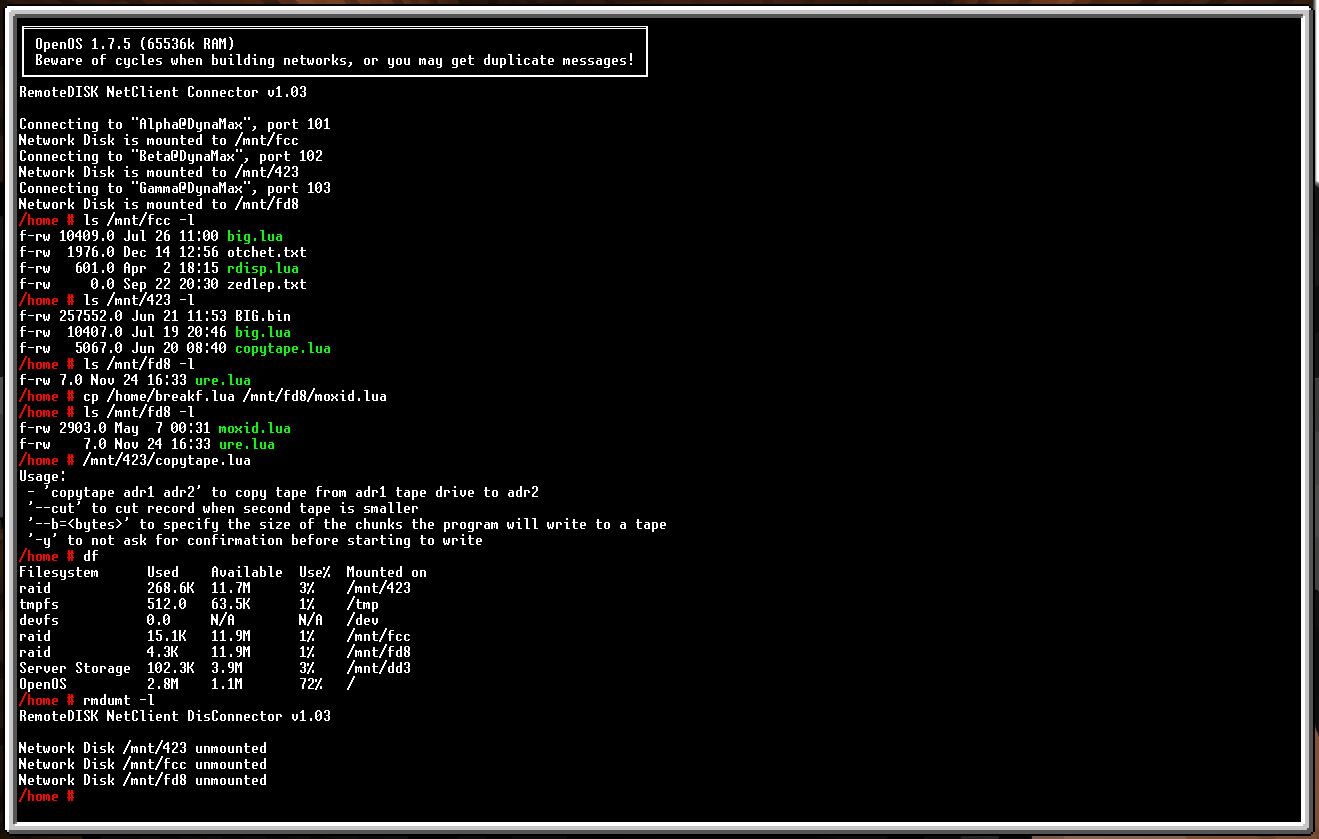 OpenOS 1.7.5 (65536k RAM)
Beware of cycles when building networks, or you may get duplicate messages!
RemoteDISK NetClient Connector v1.03
Connecting to "Alpha@DynaMax", port 101
Network Disk is mounted to /mnt/fcc
Connecting to "Beta@DynaMax", port 102
Network Disk is mounted to /mnt/423
Connecting to "Gamma@DynaMax", port 103
Network Disk is mounted to /mnt/fd8
/home # ls /mnt/fcc -l
f-rw 10409.0 Jul 26 11:00 big.lua
f-rw  1976.0 Dec 14 12:56 otchet.txt
f-rw   601.0 Apr  2 18:15 rdisp.lua
f-rw     0.0 Sep 22 20:30 zedlep.txt
/home # ls /mnt/423 -l
f-rw 257552.0 Jun 21 11:53 BIG.bin
f-rw  10407.0 Jul 19 20:46 big.lua
f-rw   5067.0 Jun 20 08:40 copytape.lua
/home # ls /mnt/fd8 -l
f-rw 7.0 Nov 24 16:33 ure.lua
/home # cp /home/breakf.lua /mnt/fd8/moxid.lua
/home # ls /mnt/fd8 -l
f-rw 2903.0 May  7 00:31 moxid.lua
f-rw    7.0 Nov 24 16:33 ure.lua
/home # /mnt/423/copytape.lua
Usage:
 - 'copytape adr1 adr2' to copy tape from adr1 tape drive to adr2
 '--cut' to cut record when second tape is smaller
 '--b=<bytes>' to specify the size of the chunks the program will write to a tape
 '-y' to not ask for confirmation before starting to write
/home # df
Filesystem      Used    Available  Use%  Mounted on
raid            268.6K  11.7M      3%    /mnt/423
tmpfs           512.0   63.5K      1%    /tmp
devfs           0.0     N/A        N/A   /dev
raid            15.1K   11.9M      1%    /mnt/fcc
raid            4.3K    11.9M      1%    /mnt/fd8
Server Storage  102.3K  3.9M       3%    /mnt/dd3
OpenOS          2.8M    1.1M       72%   /
/home # rmdumt -l
RemoteDISK NetClient DisConnector v1.03
Network Disk /mnt/423 unmounted
Network Disk /mnt/fcc unmounted
Network Disk /mnt/fd8 unmounted
/home #